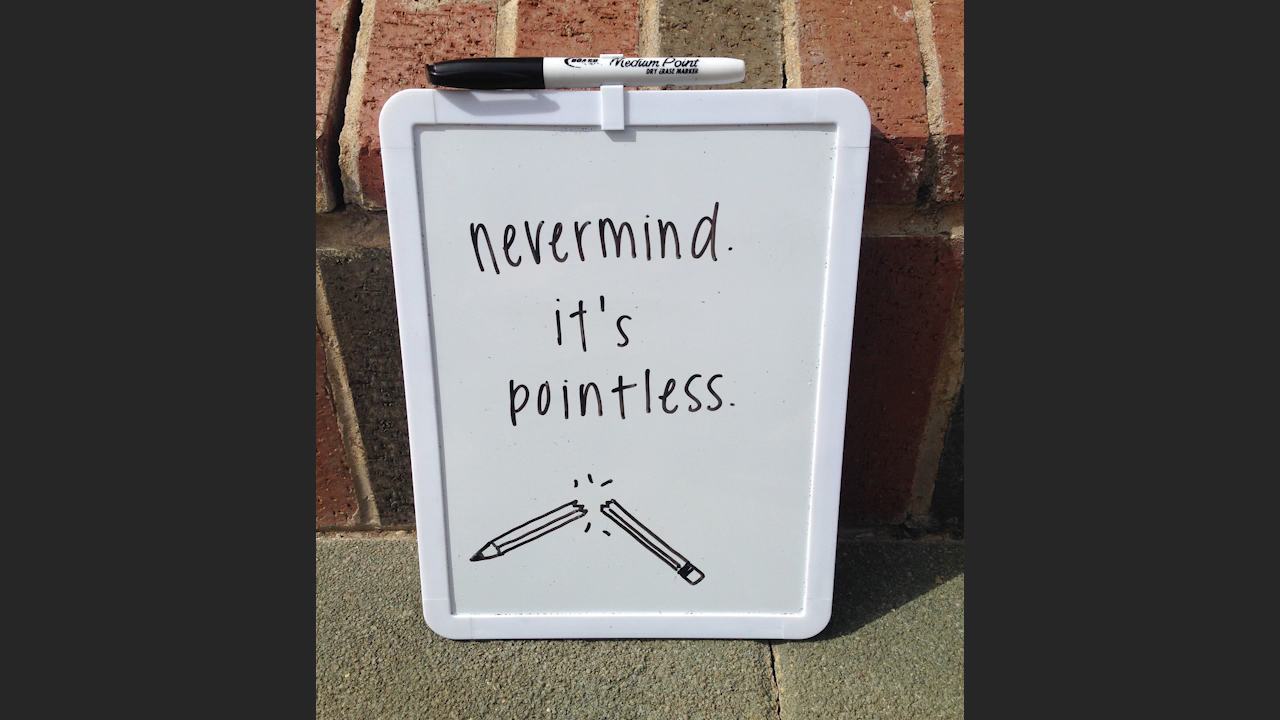 Medium Point
DRY ERASE MARKER
nevermind.
it's
pointless.